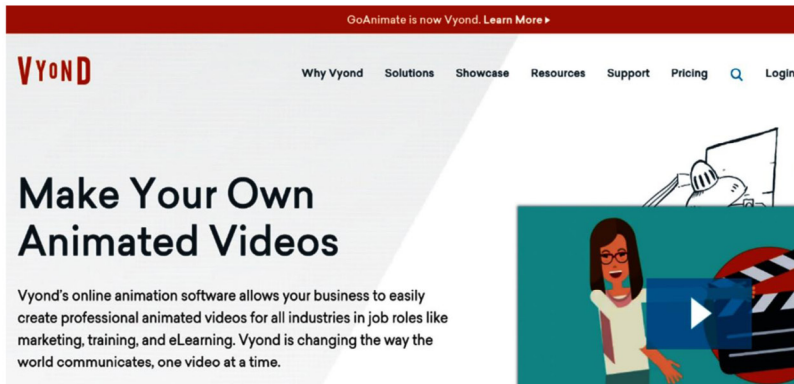 GoAnimate is now Vyond. Learn More ▸
VYOND
Why Vyond Solutions Showcase Resources Support Pricing Login
Make Your Own
Animated Videos
Vyond's online animation software allows your business to easily
create professional animated videos for all industries in job roles like
marketing, training, and eLearning. Vyond is changing the way the
world communicates, one video at a time.